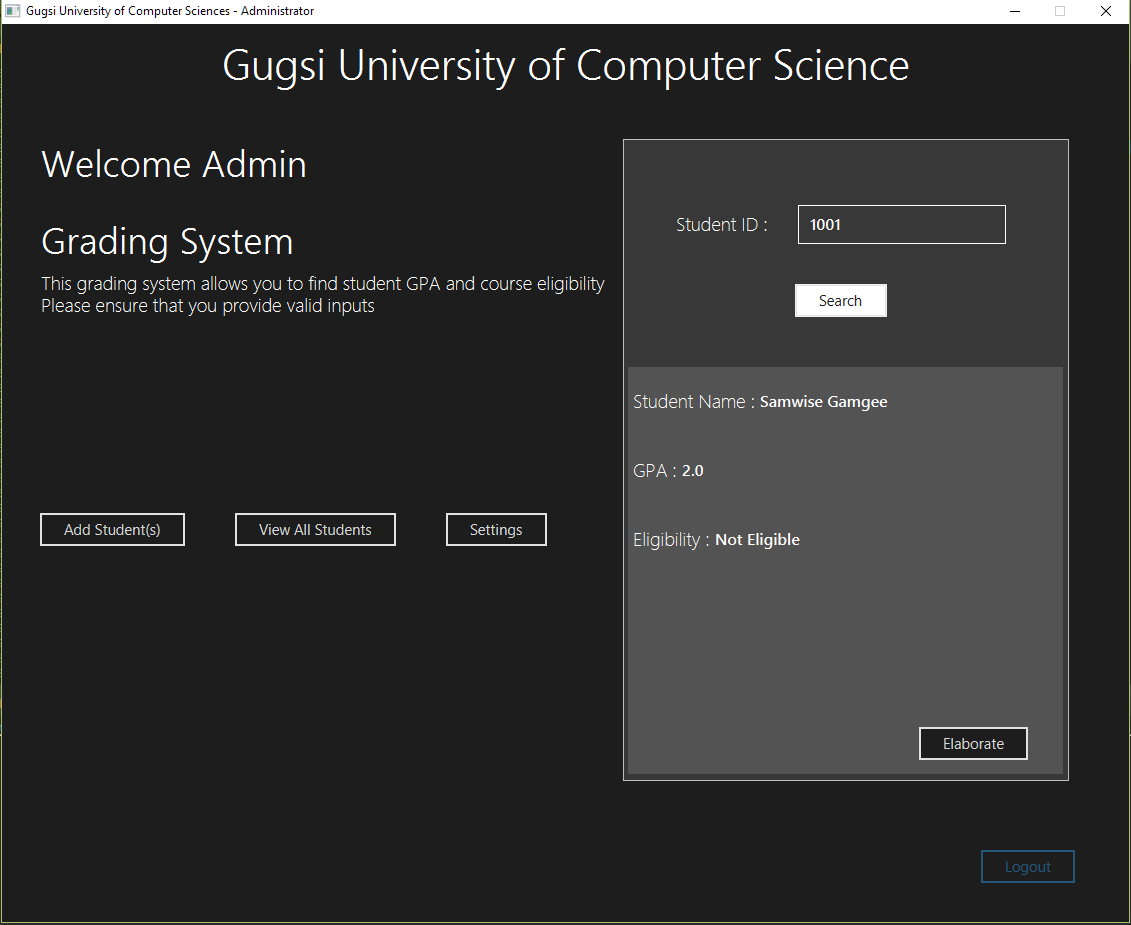 Gugsi University of Computer Sciences - Administrator
Gugsi University of Computer Science
Welcome Admin
Grading System
This grading system allows you to find student GPA and course eligibility
Please ensure that you provide valid inputs
Add Student(s)
View All Students
Settings
Student ID : 1001
Search
Student Name : Samwise Gamgee
GPA : 2.0
Eligibility : Not Eligible
Elaborate
Logout